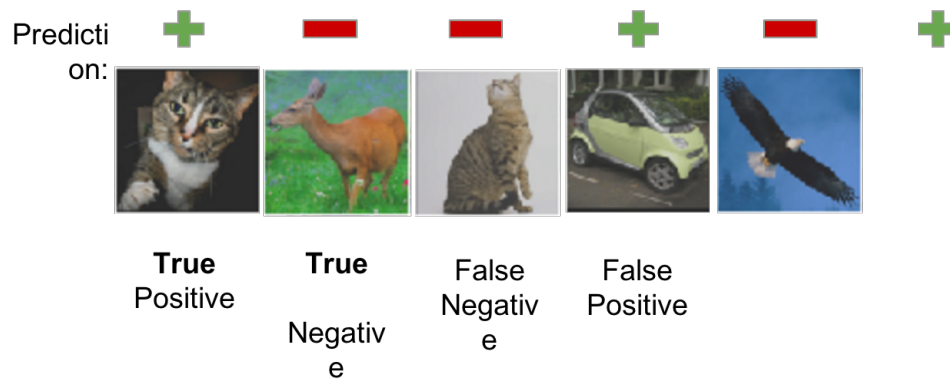 Predicti
on:
True
Positive
True
Negativ
e
False
Negativ
e
False
Positive